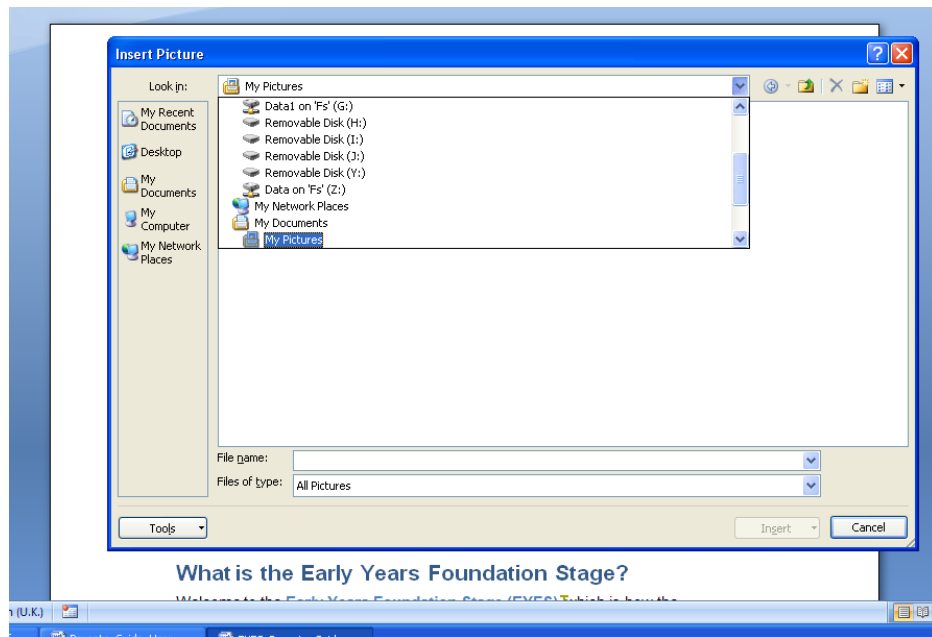 Insert Picture
Look in:
My Pictures
My Recent
Documents
Desktop
My
Documents
My
Computer
My Network
Places
Data1 on 'Fs' (G:)
Removable Disk (H:)
Removable Disk (I:)
Removable Disk (J:)
Removable Disk (Y:)
Data on 'Fs' (Z:)
My Network Places
My Documents
My Pictures
File name:
Files of type:
All Pictures
Tools
Insert
Cancel
What is the Early Years Foundation Stage?
(U.K.)